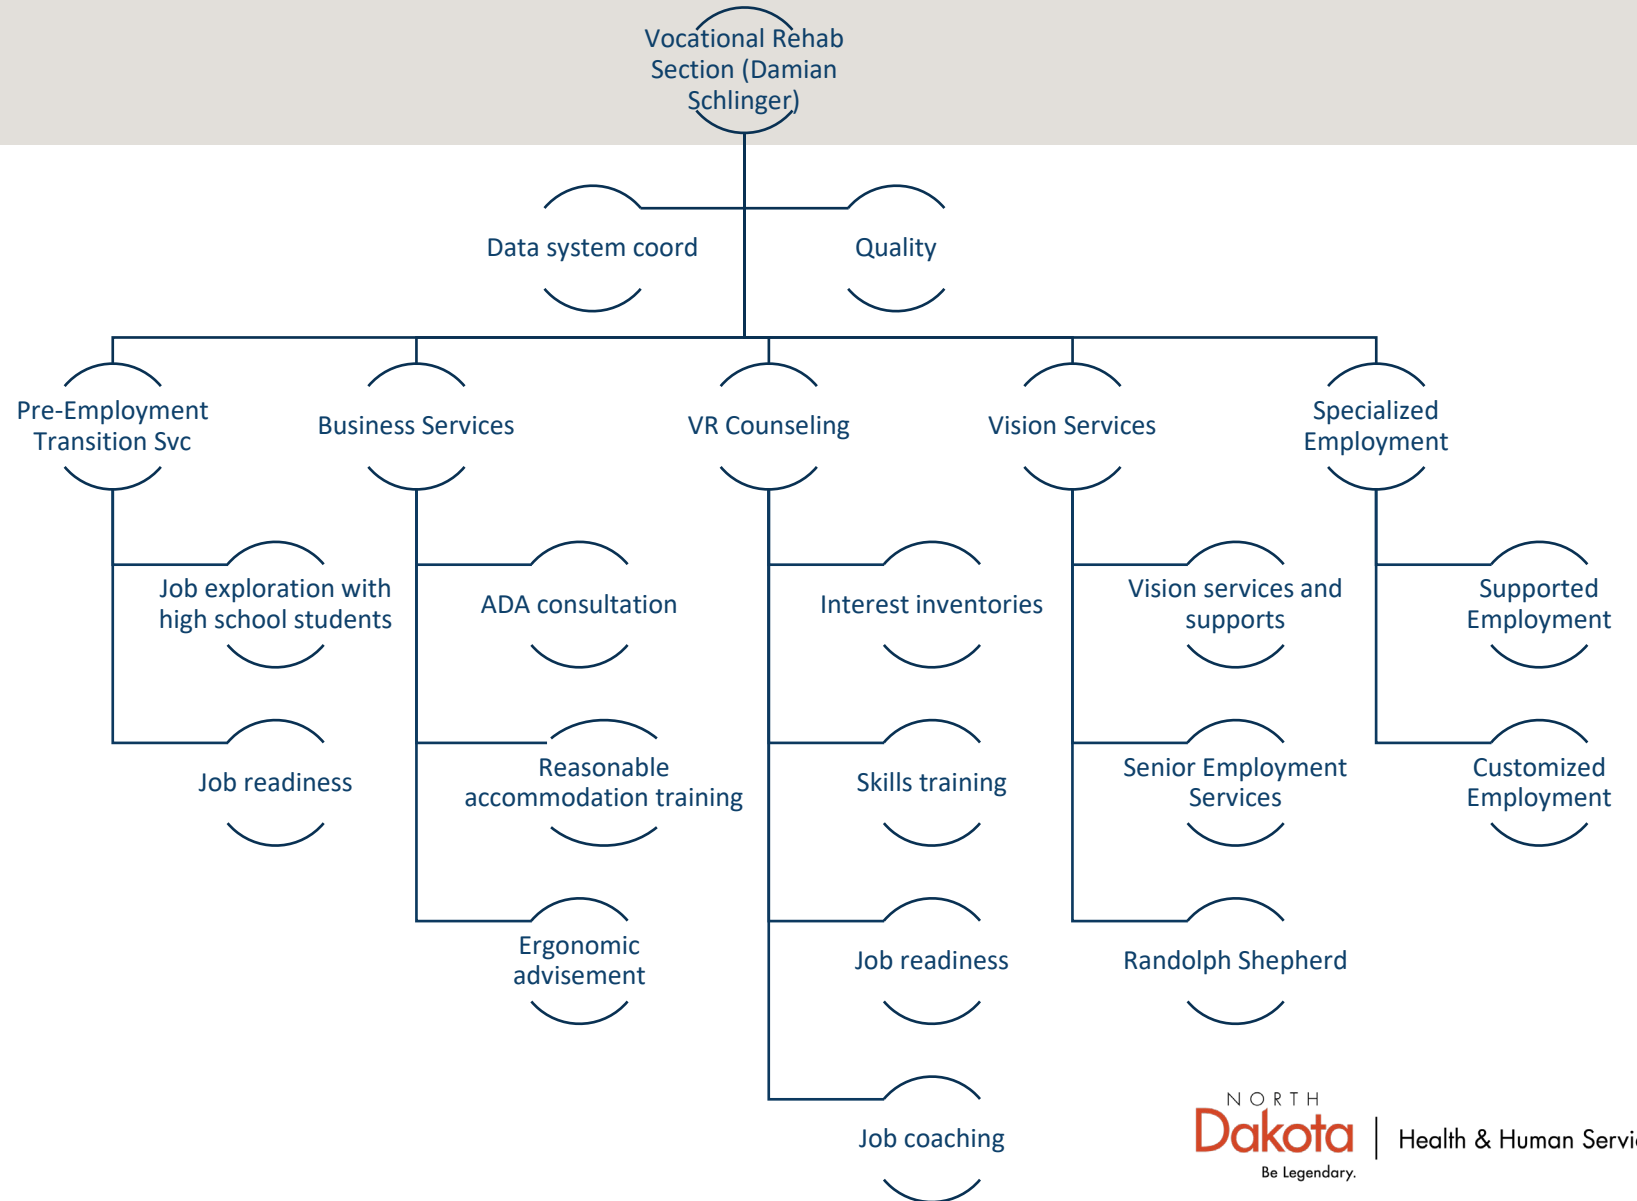 Vocational Rehab
Section (Damian
Schlinger)
Data system coord
Quality
Pre-Employment
Transition Svc
Business Services
VR Counseling
Vision Services
Specialized
Employment
Job exploration with
high school students
ADA consultation
Interest inventories
Vision services and
supports
Supported
Employment
Job readiness
Reasonable
accommodation training
Skills training
Senior Employment
Services
Customized
Employment
Ergonomic
advisement
Job readiness
Randolph Shepherd
Job coaching
NORTH
Dakota
Be Legendary.
Health & Human